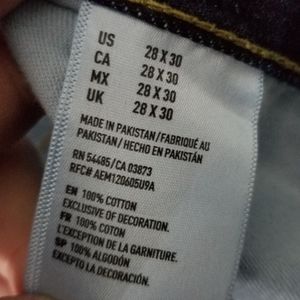 US 28 X 30
CA 28 X 30
MX 28 X 30
UK 28 X 30
MADE IN PAKISTAN/FABRIQUÉ AU
PAKISTAN/ HECHO EN PAKISTÁN
RN 54485/CA 03873
RFC# AEM120605U9A
EN 100% COTTON
EXCLUSIVE OF DECORATION.
FR 100% COTON
L'EXCEPTION DE LA GARNITURE.
SP 100% ALGODÓN
EXCEPTO LA DECORACIÓN.